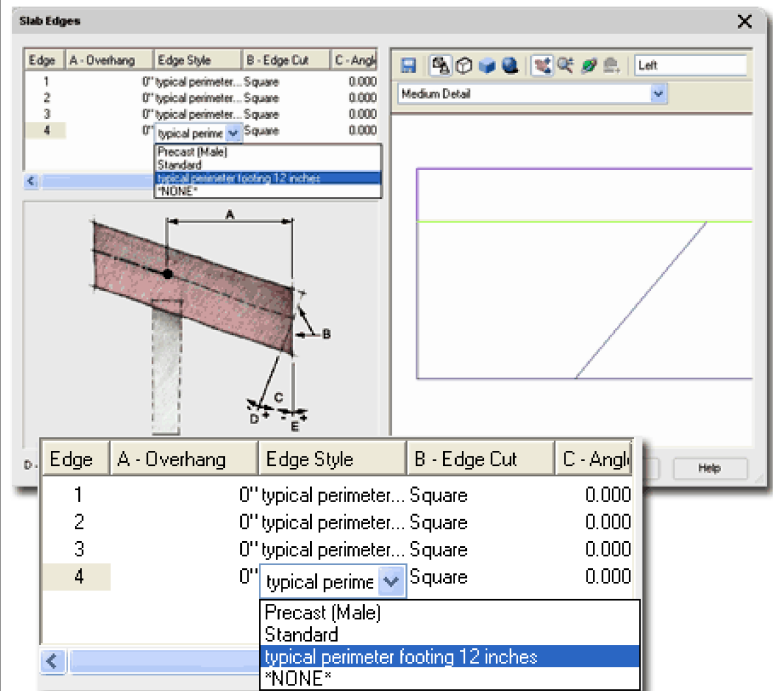 Slab Edges
Edge A - Overhang Edge Style B - Edge Cut C - Angl
1 0" typical perimeter... Square 0.000
2 0" typical perimeter... Square 0.000
3 0" typical perimeter... Square 0.000
4 0" typical perime Square 0.000
Precast (Male)
Standard
typical perimeter footing 12 inches
*NONE*
Left
Medium Detail
A
B
C
D
E
D -
Help
Edge A - Overhang Edge Style B - Edge Cut C - Angl
1 0" typical perimeter... Square 0.000
2 0" typical perimeter... Square 0.000
3 0" typical perimeter... Square 0.000
4 0" typical perime Square 0.000
Precast (Male)
Standard
typical perimeter footing 12 inches
*NONE*